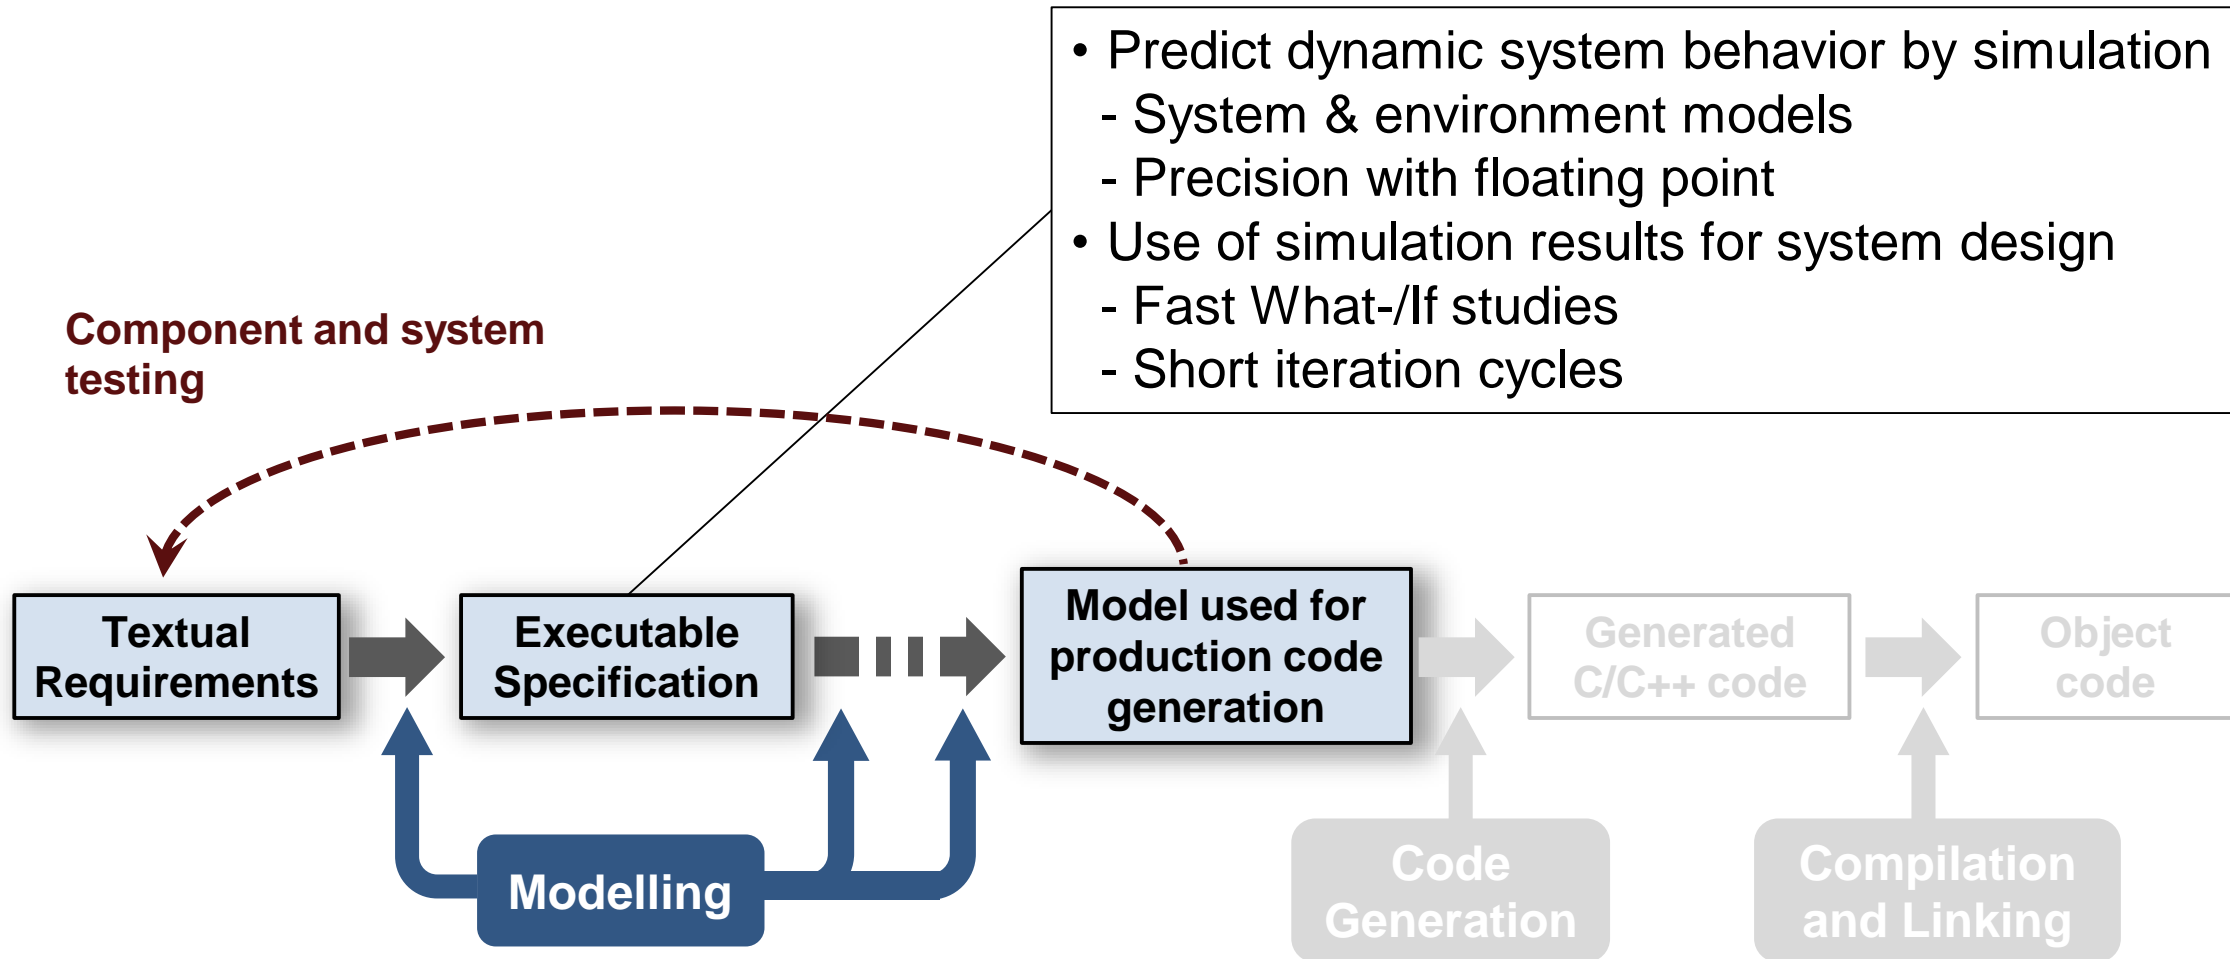 • Predict dynamic system behavior by simulation
- System & environment models
- Precision with floating point
• Use of simulation results for system design
- Fast What-/If studies
- Short iteration cycles
Component and system
testing
Textual
Requirements
Executable
Specification
Model used for
production code
generation
Generated
C/C++ code
Object
code
Modelling
Code
Generation
Compilation
and Linking